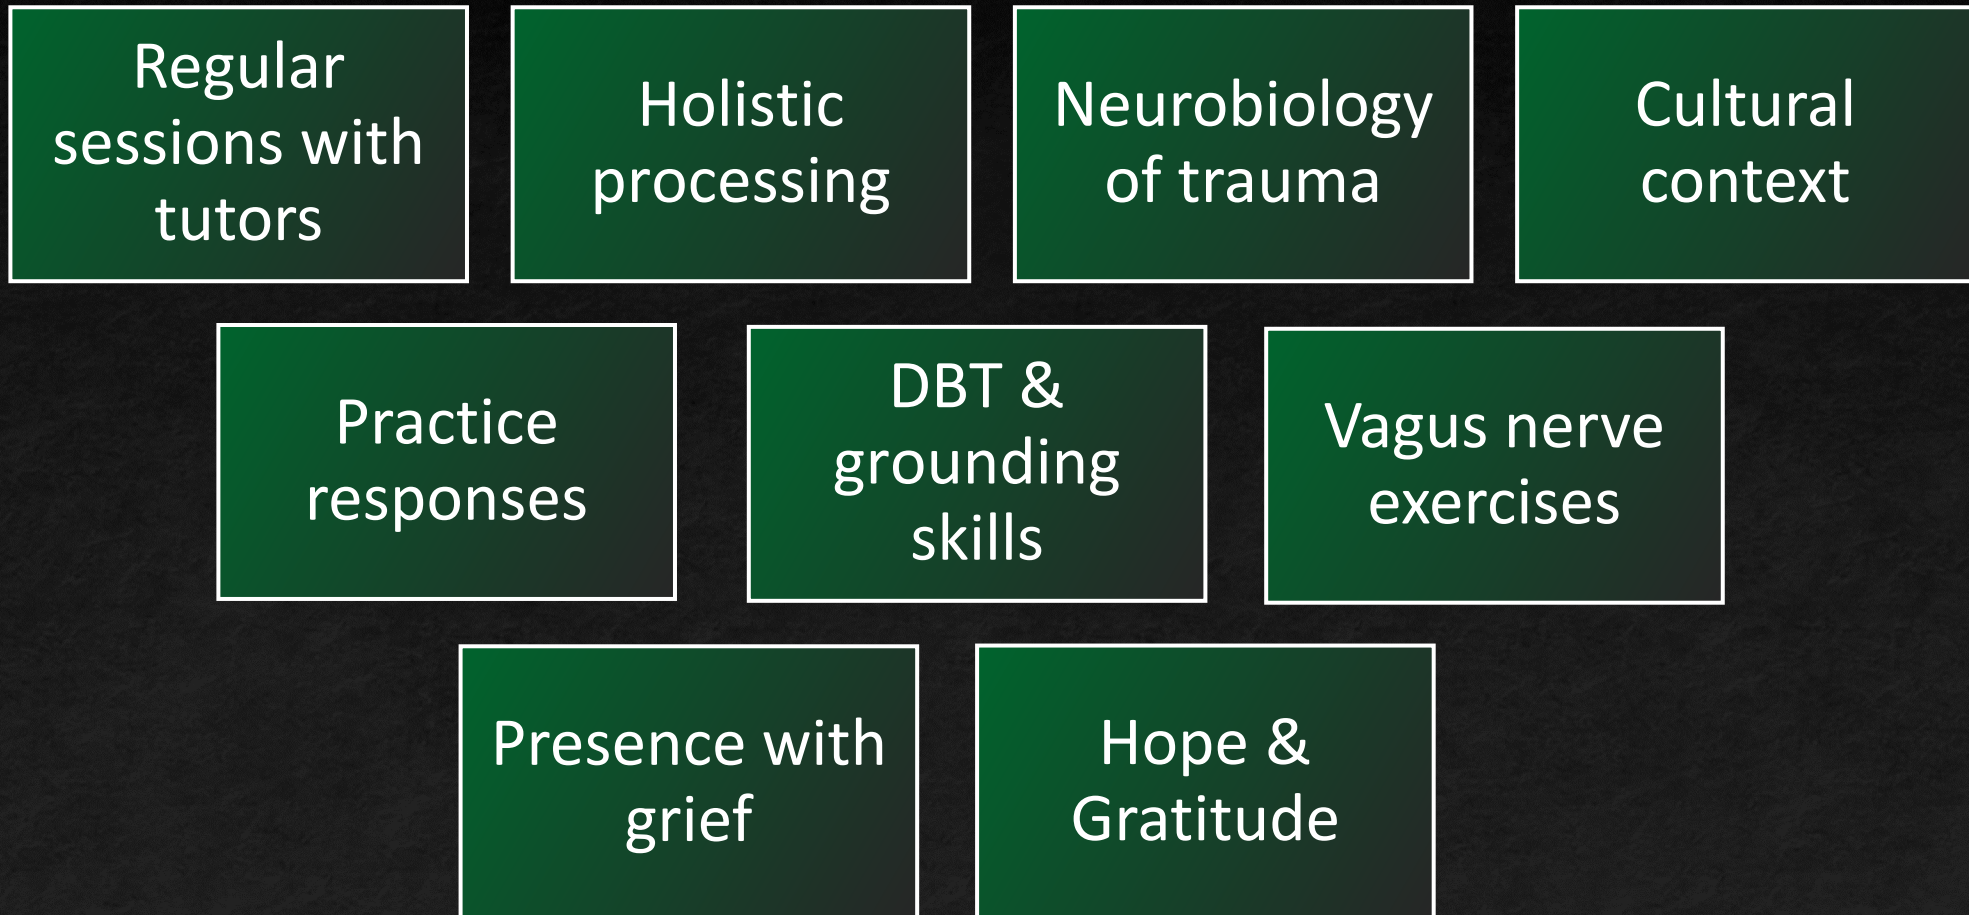 Regular
sessions with
tutors
Holistic
processing
Neurobiology
of trauma
Cultural
context
Practice
responses
DBT &
grounding
skills
Vagus nerve
exercises
Presence with
grief
Hope &
Gratitude